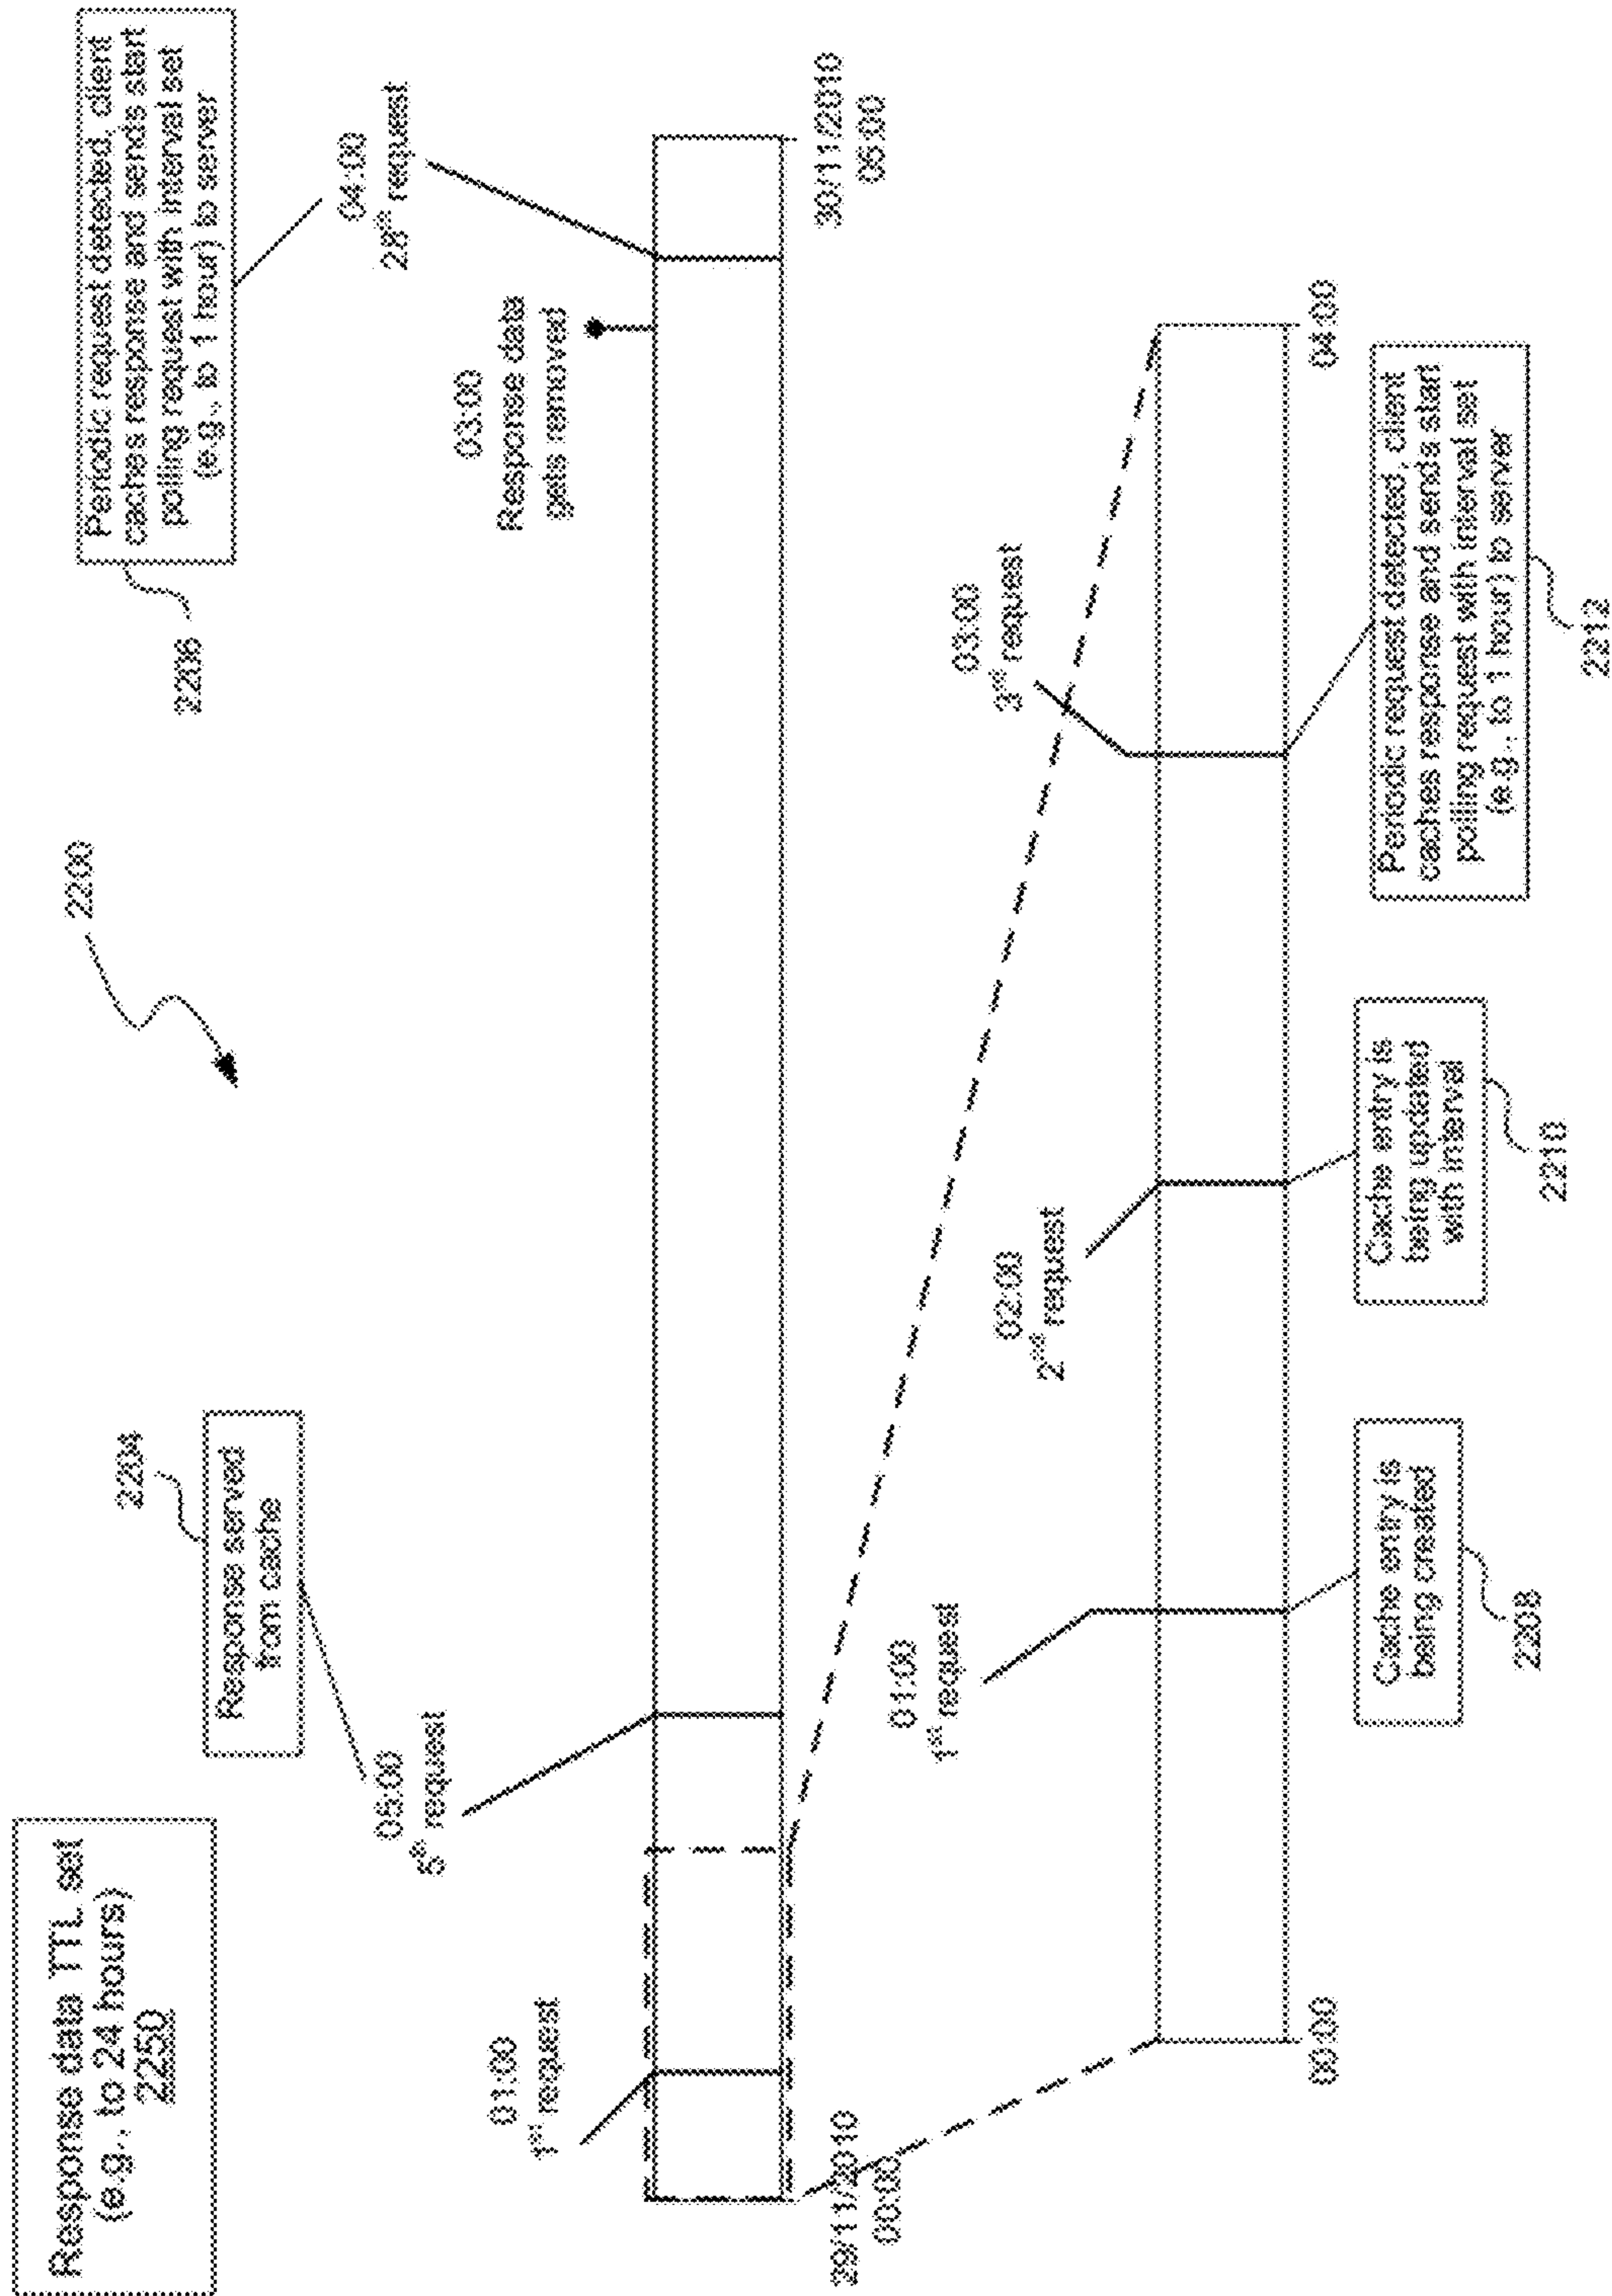 Response data TTL set
(e.g., to 24 hours)
2250
2204
Response served
from cache
2200
2206
Periodic request detected, client
caches response and sends start
polling request with interval set
(e.g., to 1 hour) to server
01:00
1st request
05:00
5th request
03:00
Response data
gets removed
04:00
28th request
29/11/2010
00:00
30/11/2010
05:00
01:00
1st request
02:00
2nd request
03:00
3rd request
00:00
04:00
Cache entry is
being created
2208
Cache entry is
being updated
with interval
2210
Periodic request detected, client
caches response and sends start
polling request with interval set
(e.g., to 1 hour) to server
2212